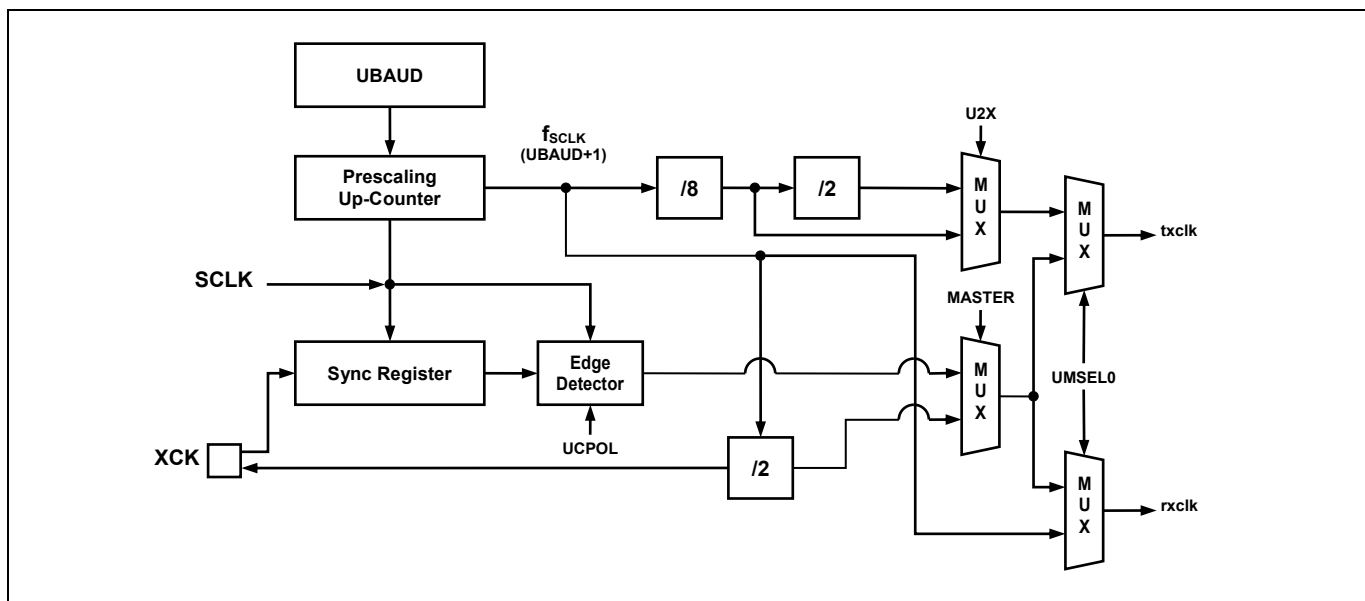 UBAUD
U2X
fSCLK
(UBAUD+1)
Prescaling
Up-Counter
/8
/2
M
U
X
M
U
X
txclk
SCLK
MASTER
Sync Register
Edge
Detector
M
U
X
UMSEL0
UCPOL
XCK
/2
M
U
X
rxclk